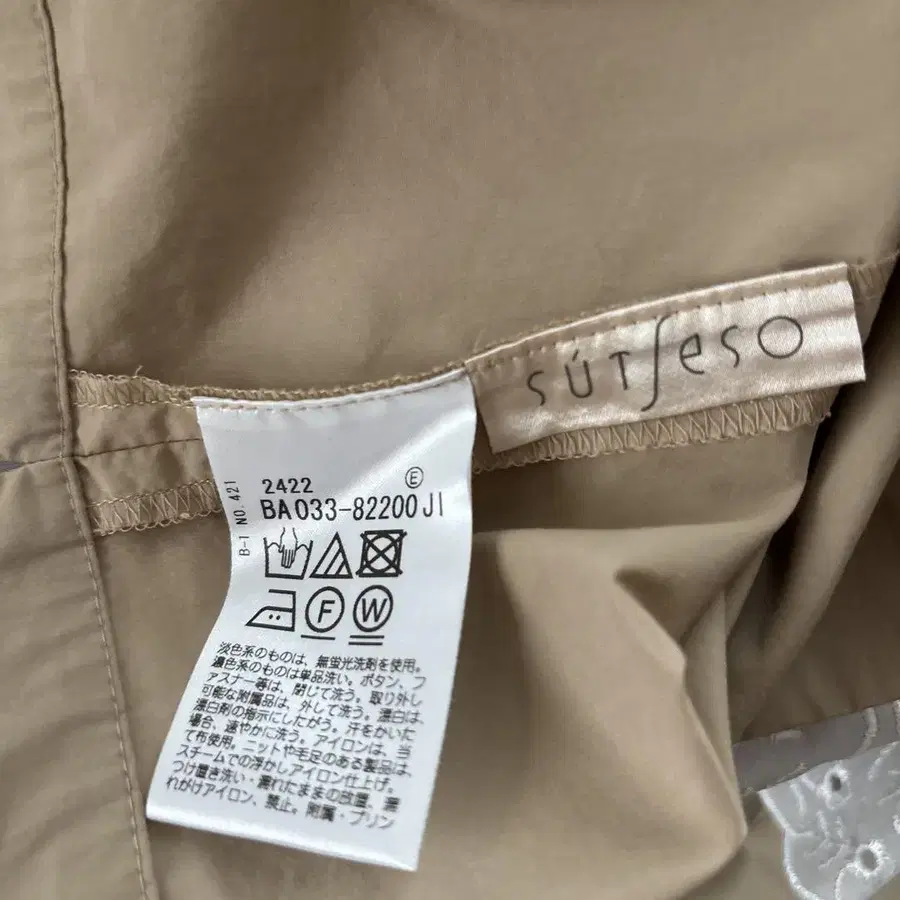 SÚTSESO
B-1 NO. 421
2422 Ⓔ
BA033-82200JI
F W
淡色系のものは、無蛍光洗剤を使用。
濃色系のものは単品洗い。ボタン、フ
ァスナー等は、閉じて洗う。取り外し
可能な附属品は、外して洗う。漂白は、
漂白剤の指示にしたがう。汗をかいた
場合、速やかに洗う。アイロンは、当
て布使用。ニットや毛足のある製品は、
スチームでの浮かしアイロン仕上げ。
つけ置き洗い・濡れたままの放置、濡
れがけアイロン、禁止。附属・プリン